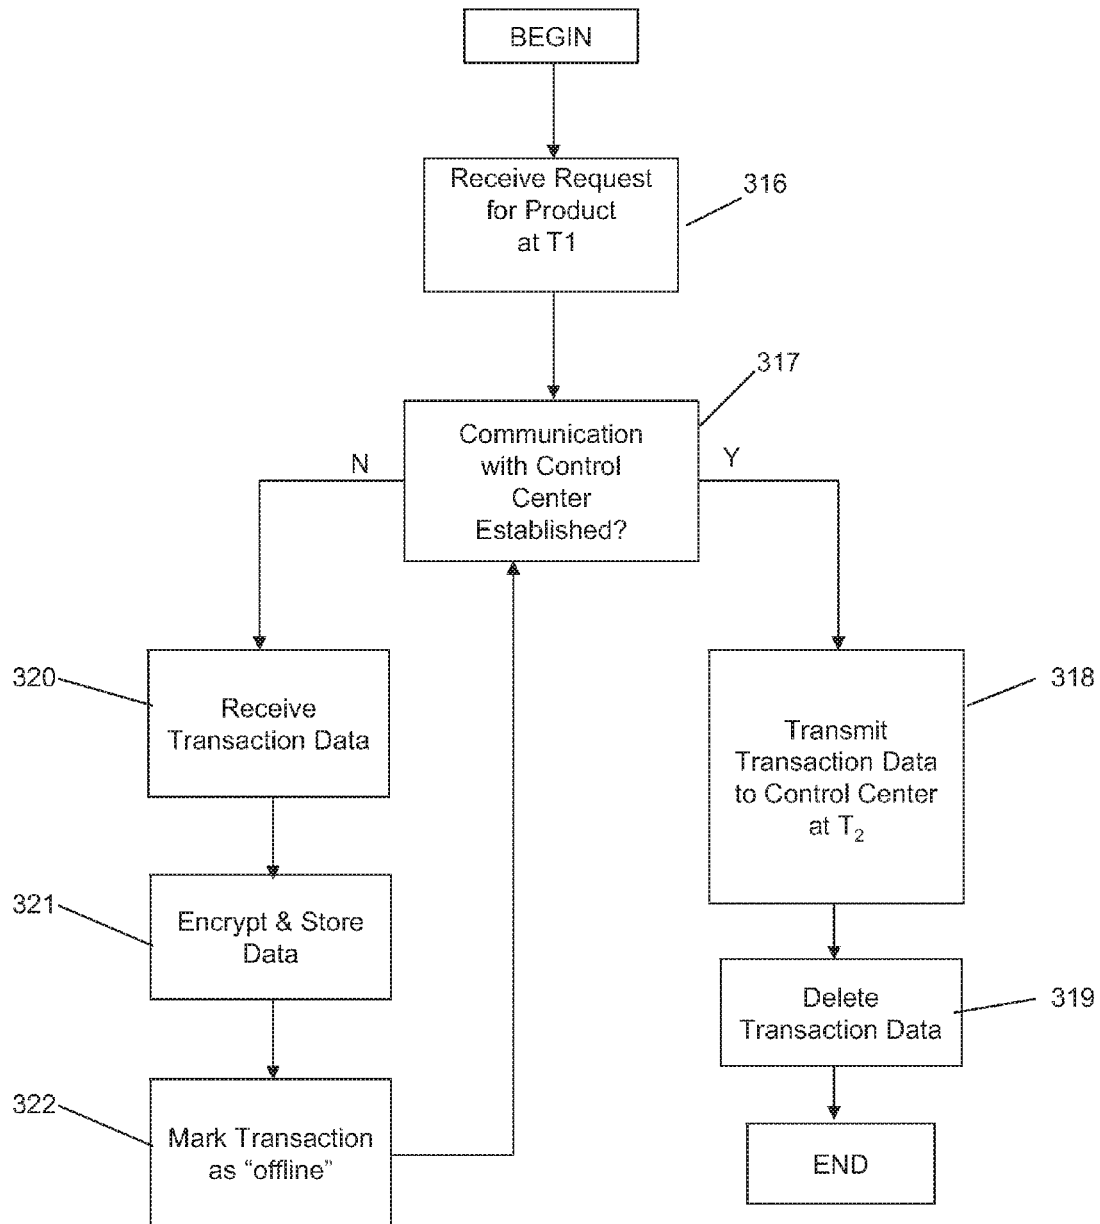 BEGIN
Receive Request
for Product
at T1
316
317
Communication
with Control
Center
Established?
N
Y
320
Receive
Transaction Data
318
Transmit
Transaction Data
to Control Center
at T₂
321
Encrypt & Store
Data
Delete
Transaction Data
319
322
Mark Transaction
as “offline”
END